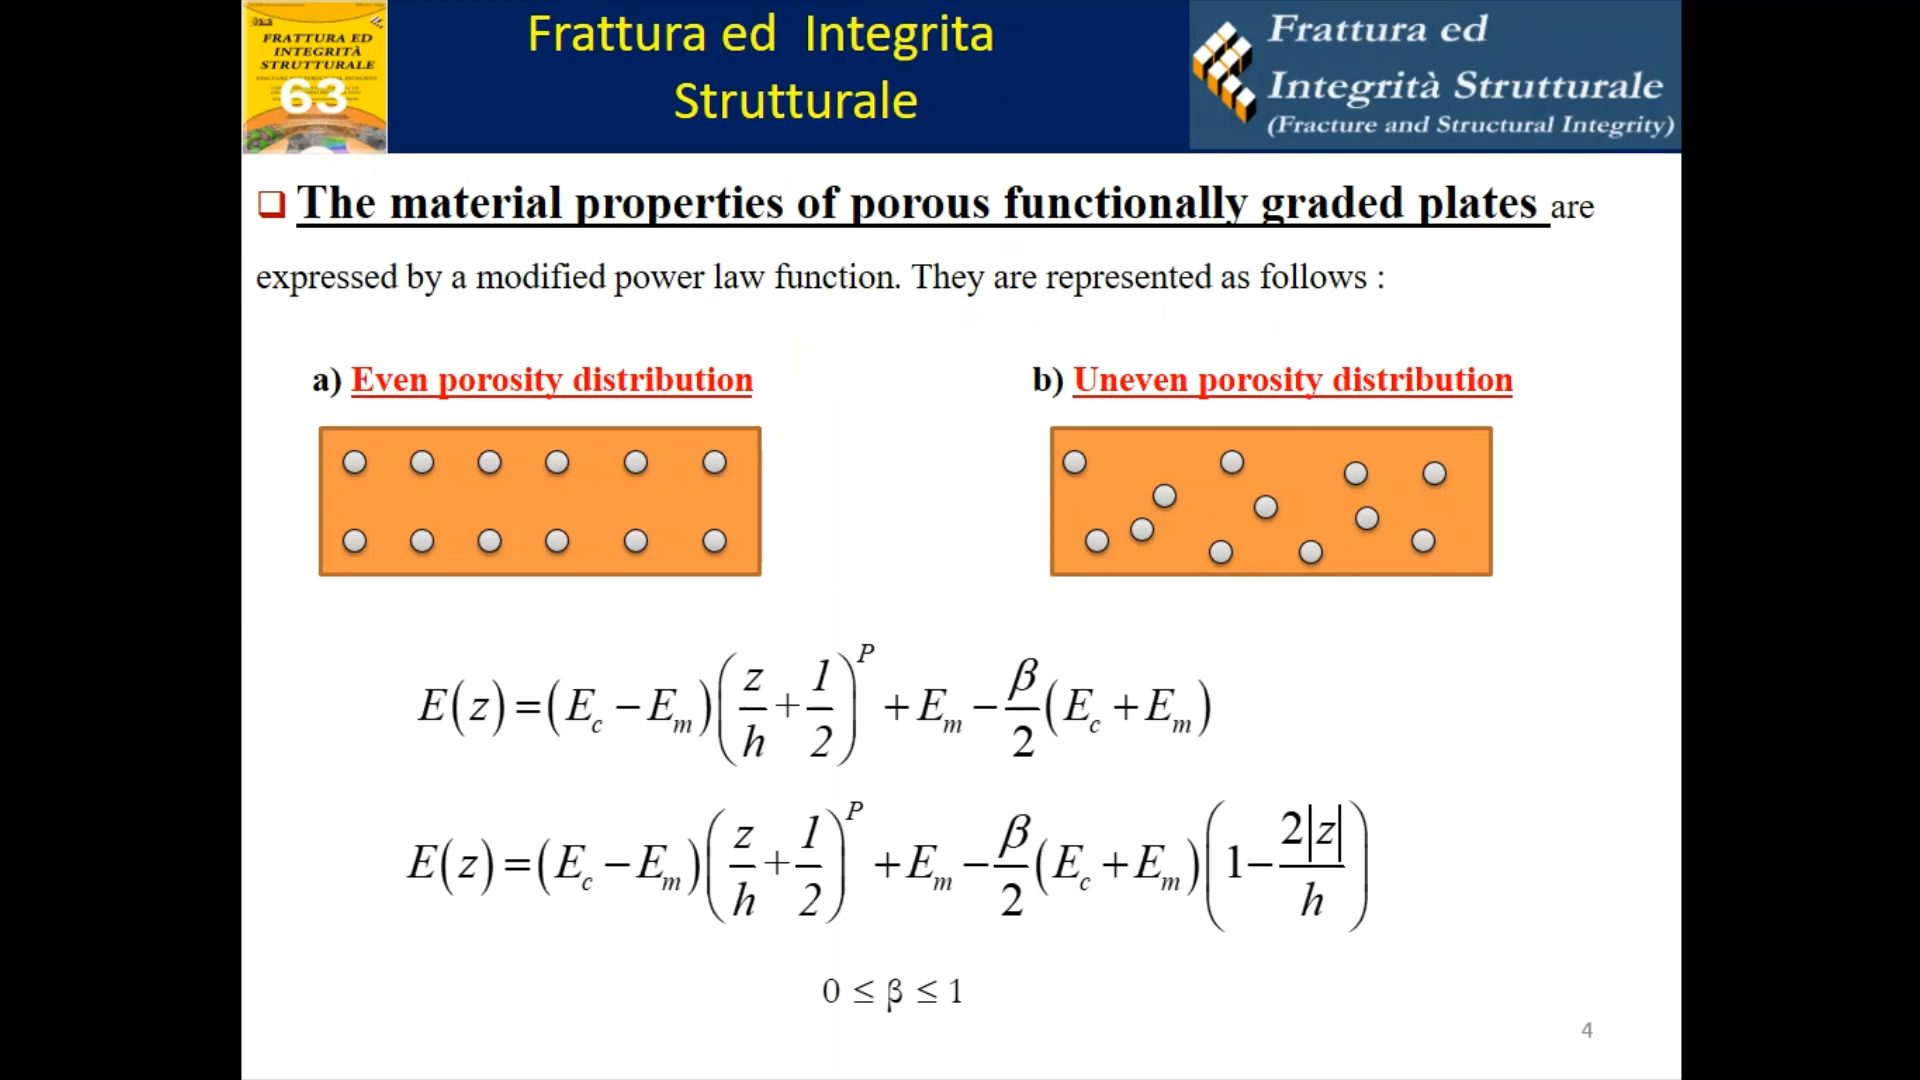 FRATTURA ED
INTEGRITÀ
STRUTTURALE
63
Frattura ed Integrita
Strutturale
Frattura ed
Integrità Strutturale
(Fracture and Structural Integrity)
The material properties of porous functionally graded plates are
expressed by a modified power law function. They are represented as follows :
a) Even porosity distribution
b) Uneven porosity distribution
E(z)=(E_c−E_m)(z/h+1/2)^P+E_m−β/2(E_c+E_m)
E(z)=(E_c−E_m)(z/h+1/2)^P+E_m−β/2(E_c+E_m)(1−2|z|/h)
0 ≤ β ≤ 1
4